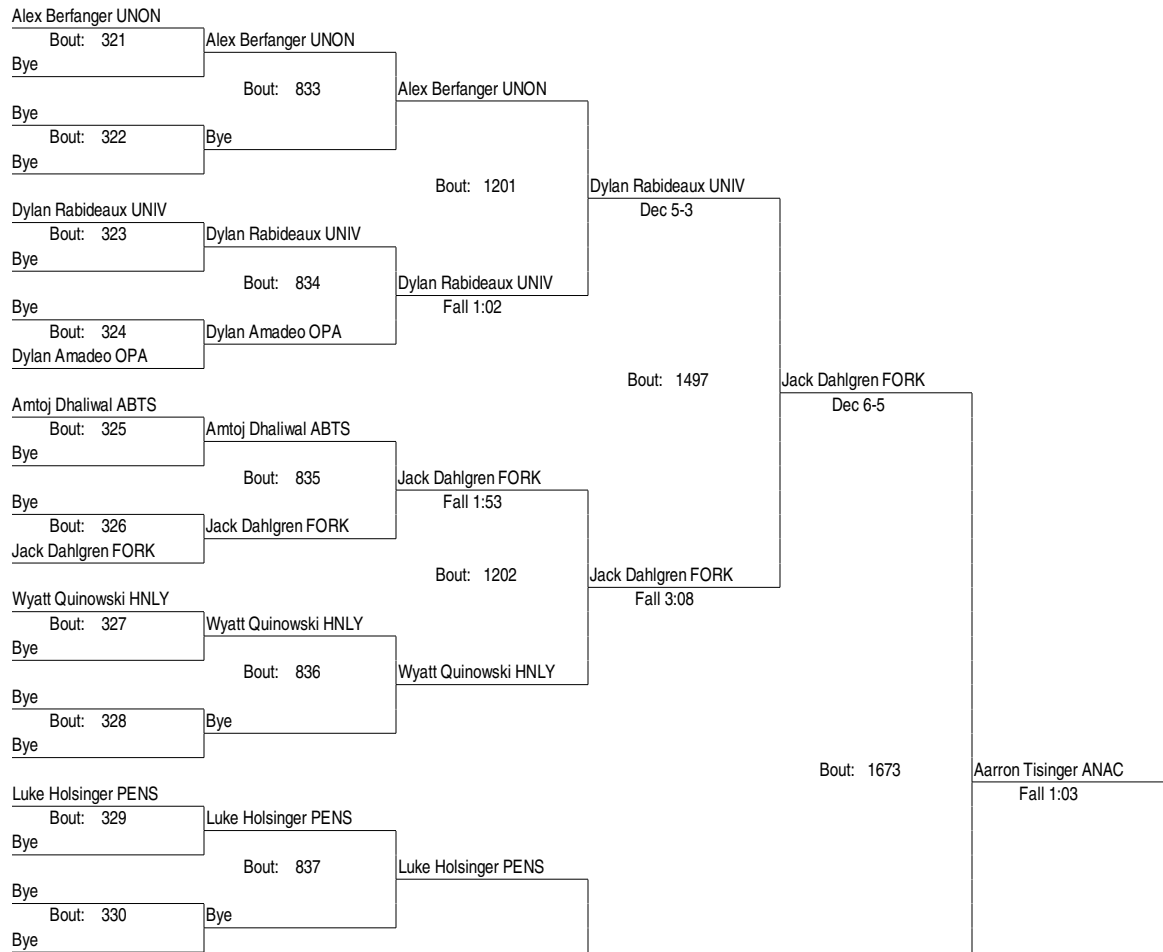 Alex Berfanger UNON
Bout: 321
Alex Berfanger UNON
Bye
Bout: 833
Alex Berfanger UNON
Bye
Bout: 322
Bye
Bye
Bout: 1201
Dylan Rabideaux UNIV
Dec 5-3
Dylan Rabideaux UNIV
Bout: 323
Dylan Rabideaux UNIV
Bye
Bout: 834
Dylan Rabideaux UNIV
Fall 1:02
Bye
Bout: 324
Dylan Amadeo OPA
Dylan Amadeo OPA
Bout: 1497
Jack Dahlgren FORK
Dec 6-5
Amtoj Dhaliwal ABTS
Bout: 325
Amtoj Dhaliwal ABTS
Bye
Bout: 835
Jack Dahlgren FORK
Fall 1:53
Bye
Bout: 326
Jack Dahlgren FORK
Jack Dahlgren FORK
Bout: 1202
Jack Dahlgren FORK
Fall 3:08
Wyatt Quinowski HNLY
Bout: 327
Wyatt Quinowski HNLY
Bye
Bout: 836
Wyatt Quinowski HNLY
Bye
Bout: 328
Bye
Bye
Bout: 1673
Aarron Tisinger ANAC
Fall 1:03
Luke Holsinger PENS
Bout: 329
Luke Holsinger PENS
Bye
Bout: 837
Luke Holsinger PENS
Bye
Bout: 330
Bye
Bye